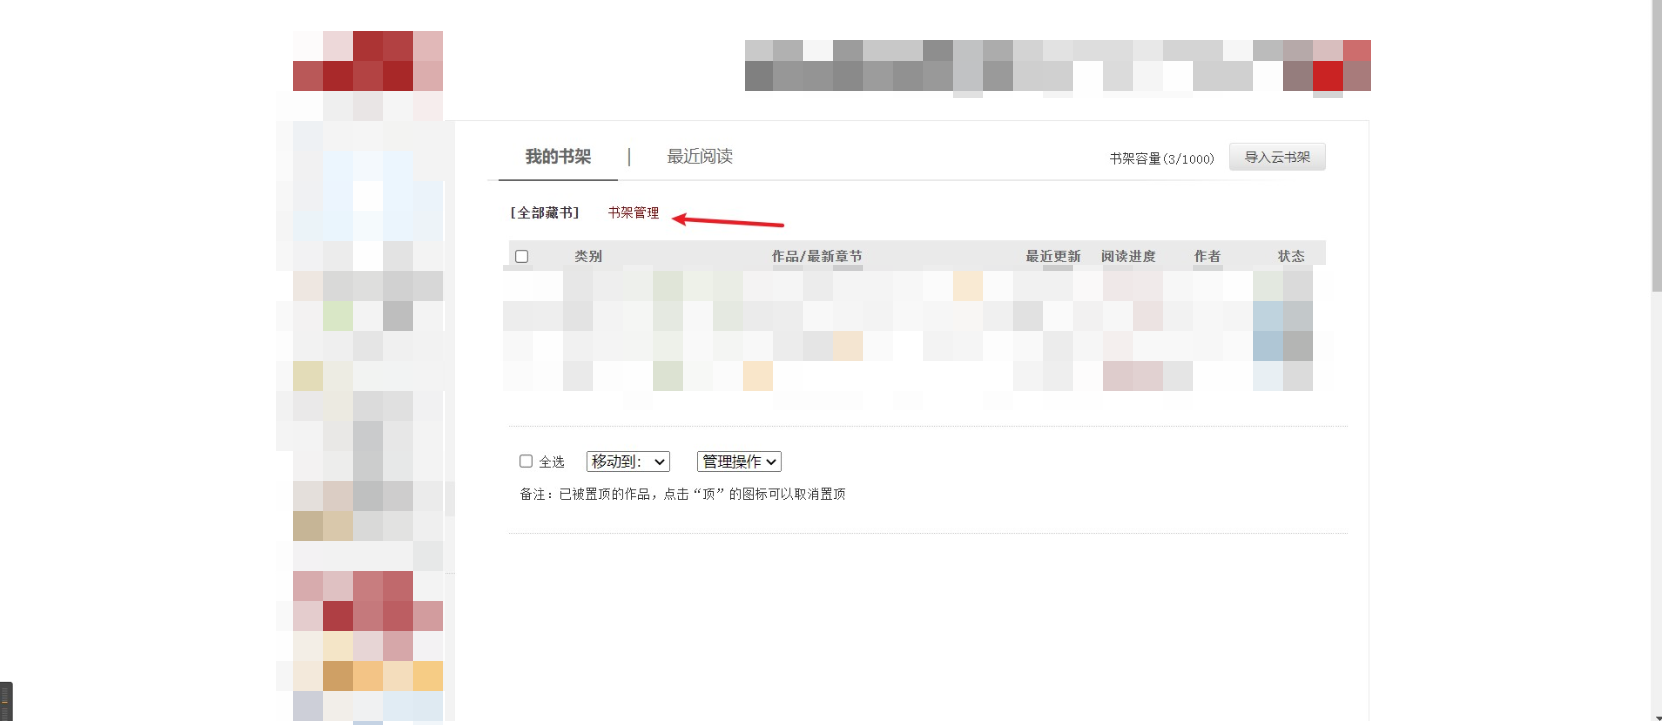 我的书架 | 最近阅读 书架容量(3/1000) 导入云书架
[全部藏书] 书架管理
类别 作品/最新章节 最近更新 阅读进度 作者 状态
全选 移动到: 管理操作
备注：已被置顶的作品，点击“顶”的图标可以取消置顶